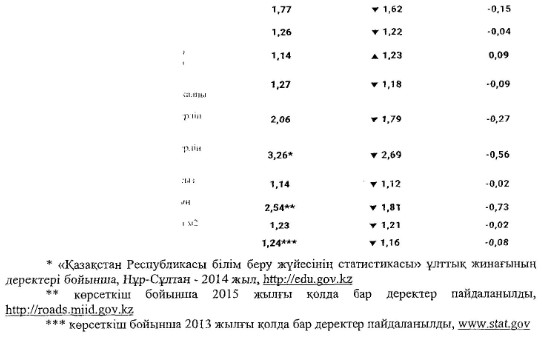 1,77 ▼ 1,62 -0,15
1,26 ▼ 1,22 -0,04
1,14 ▲ 1,23 0,09
1,27 ▼ 1,18 -0,09
2,06 ▼ 1,79 -0,27
3,26* ▼ 2,69 -0,56
1,14 ▼ 1,12 -0,02
2,54** ▼ 1,81 -0,73
м2 1,23 ▼ 1,21 -0,02
1,24*** ▼ 1,16 -0,08
* «Қазақстан Республикасы білім беру жүйесінің статистикасы» ұлттық жинағының
деректері бойынша, Нұр-Сұлтан - 2014 жыл, http://edu.gov.kz
** көрсеткіш бойынша 2015 жылғы қолда бар деректер пайдаланылды,
http://roads.miid.gov.kz
*** көрсеткіш бойынша 2013 жылғы қолда бар деректер пайдаланылды, www.stat.gov